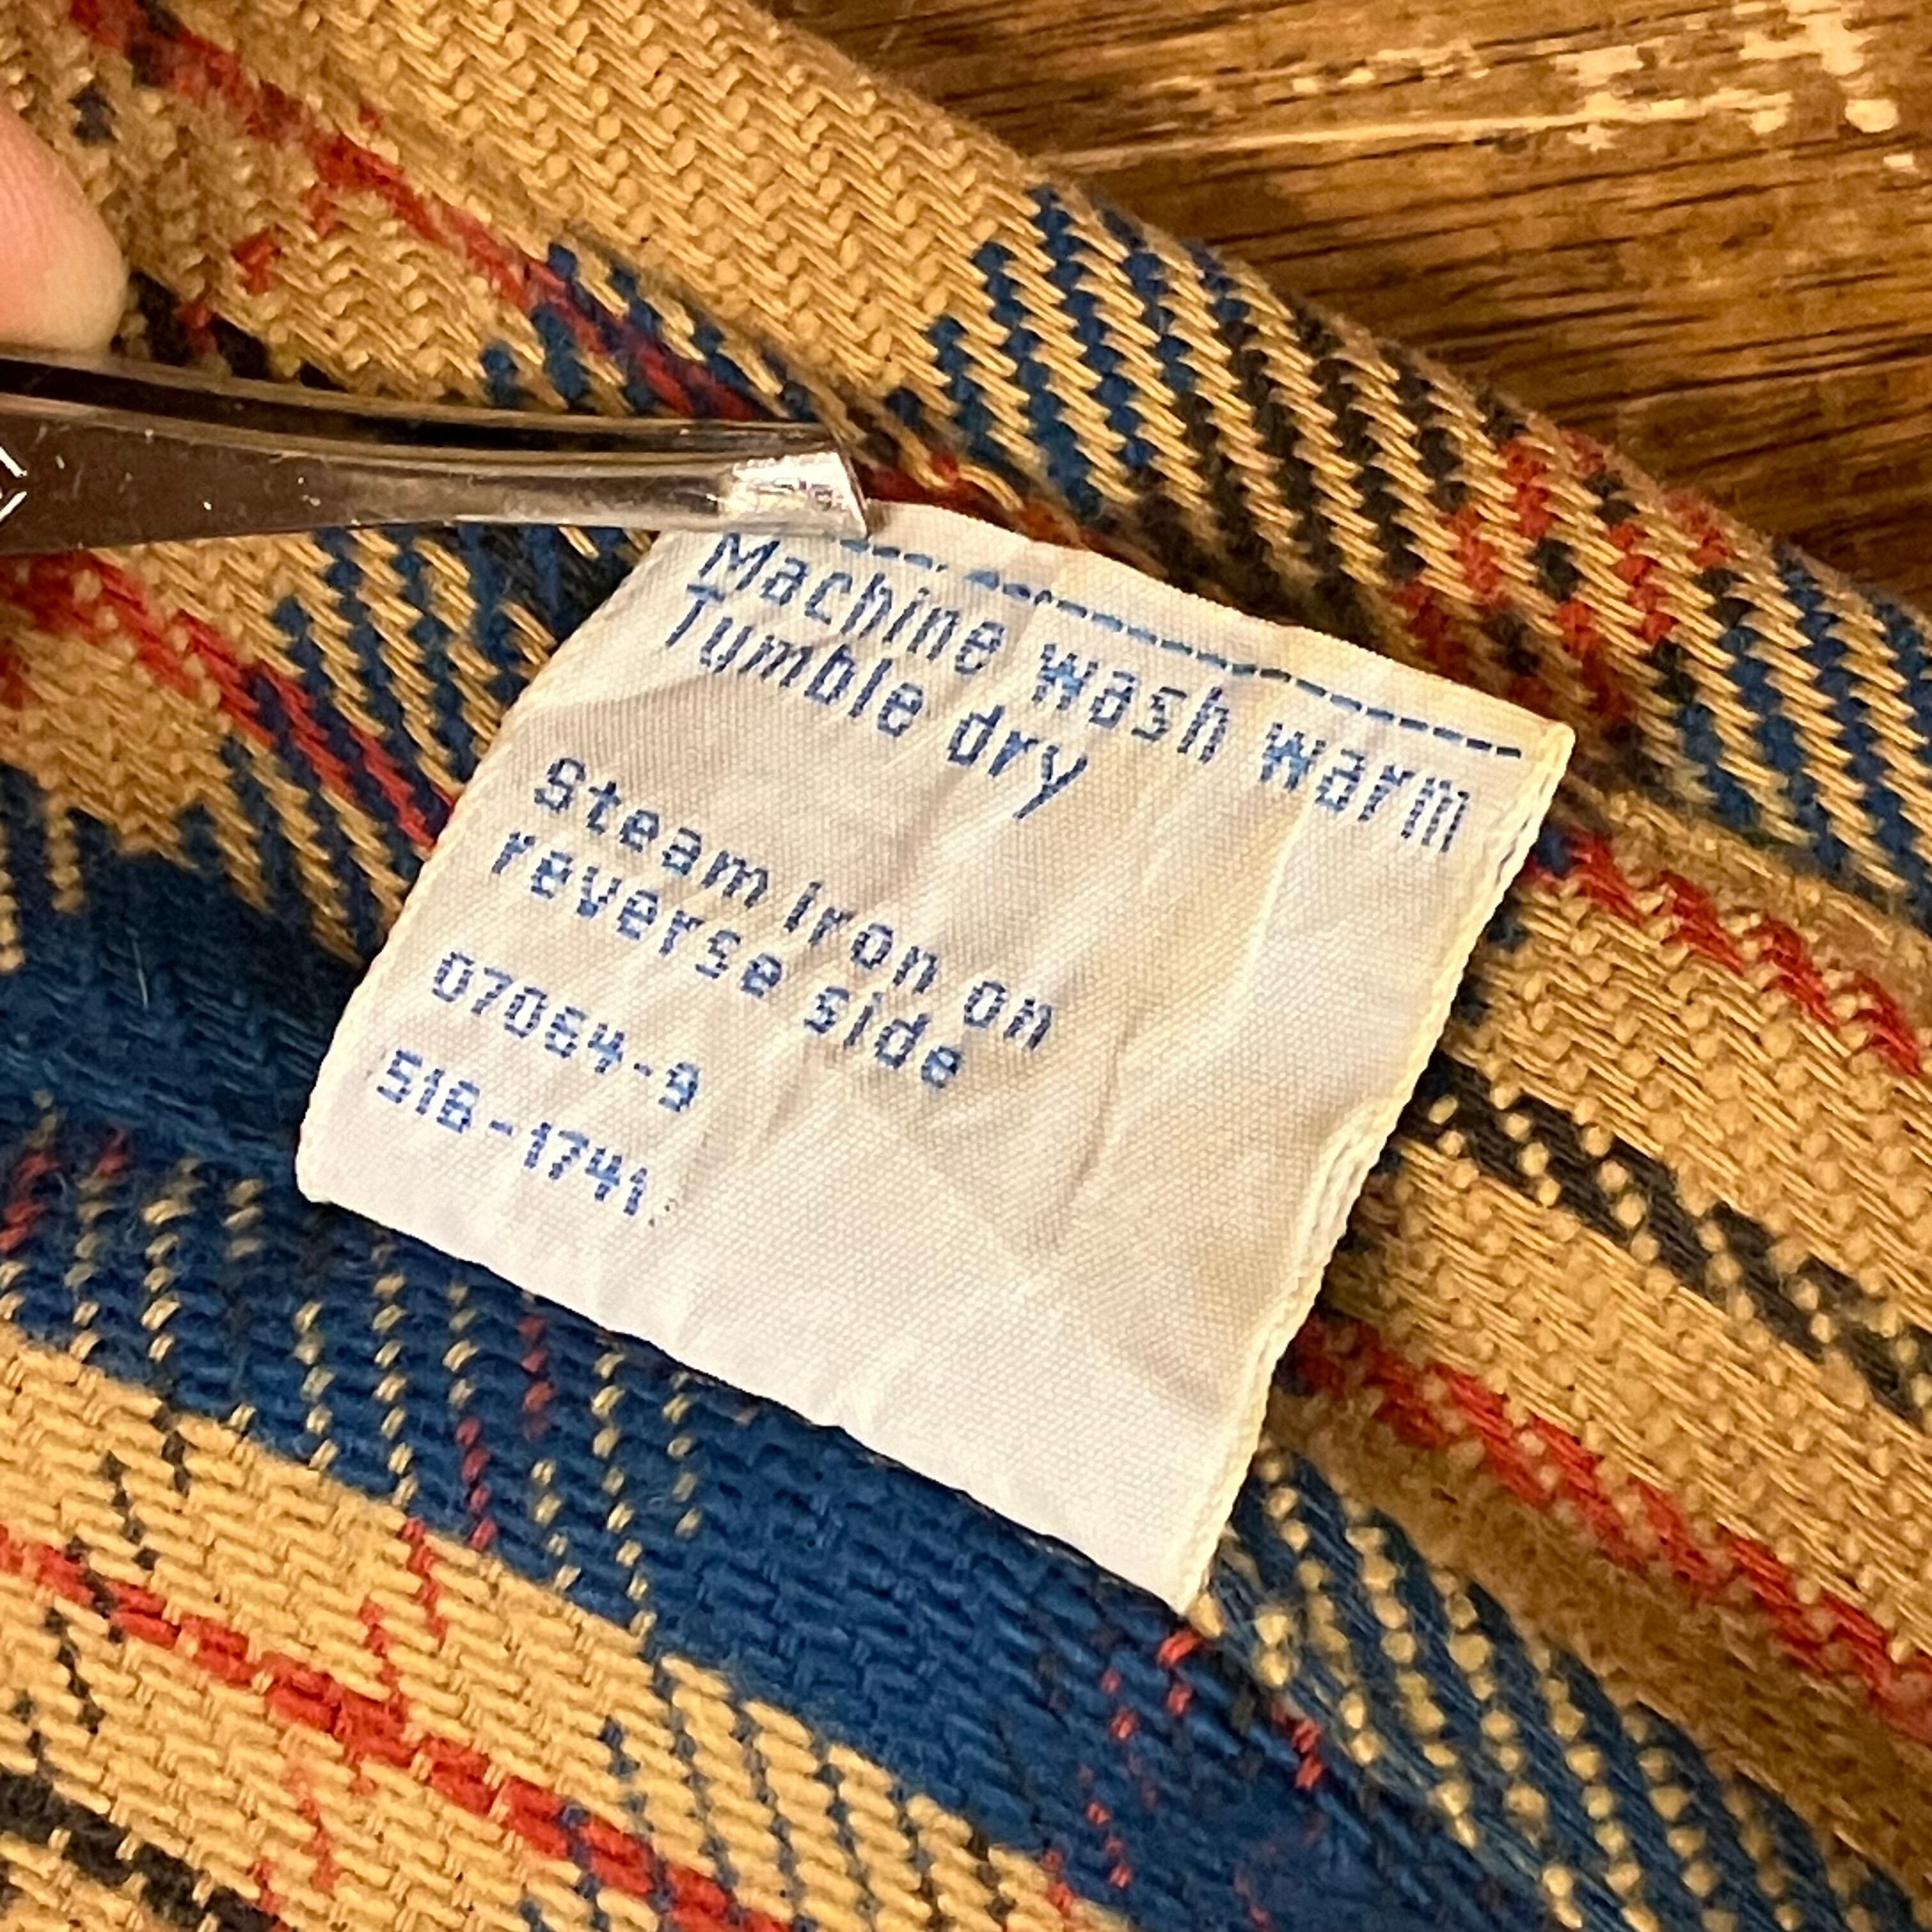 Machine wash warm
Tumble dry
Steam iron on
reverse side
07064-9
518-1741